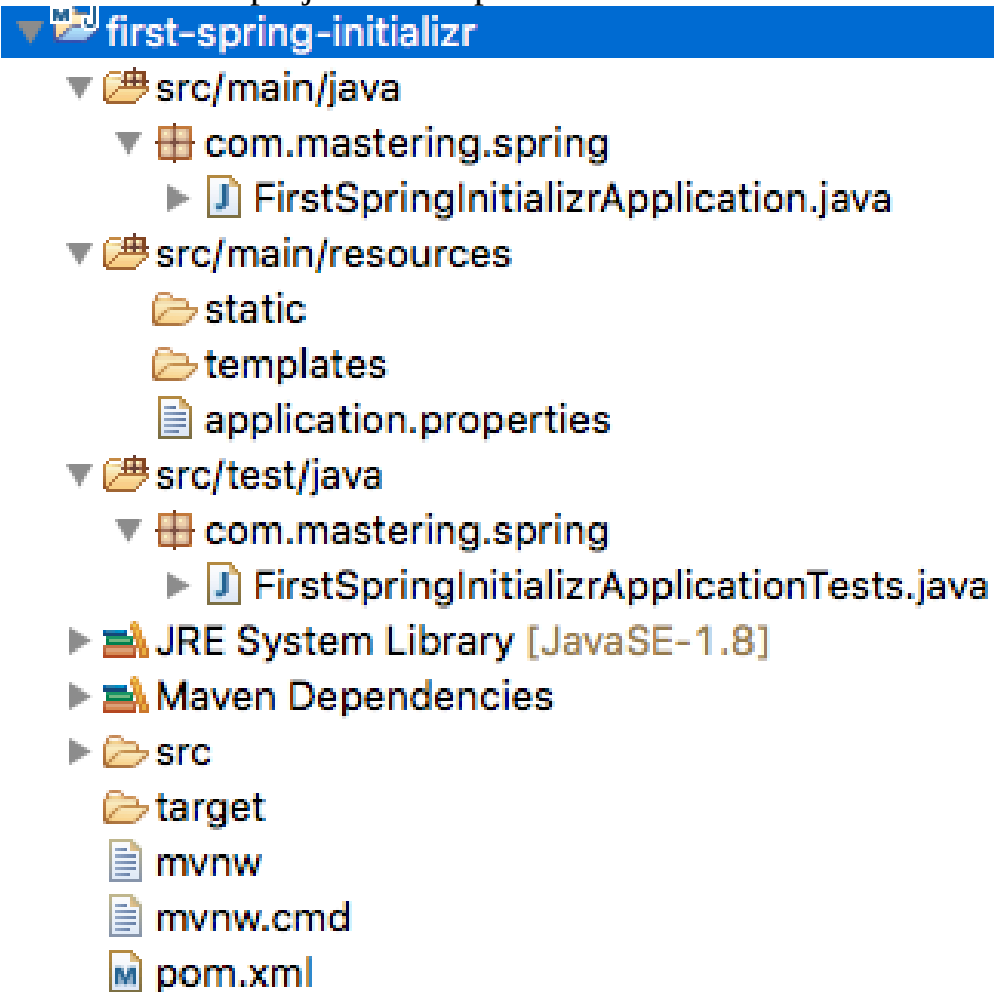 first-spring-initializr
src/main/java
com.mastering.spring
FirstSpringInitializrApplication.java
src/main/resources
static
templates
application.properties
src/test/java
com.mastering.spring
FirstSpringInitializrApplicationTests.java
JRE System Library [JavaSE-1.8]
Maven Dependencies
src
target
mvnw
mvnw.cmd
pom.xml